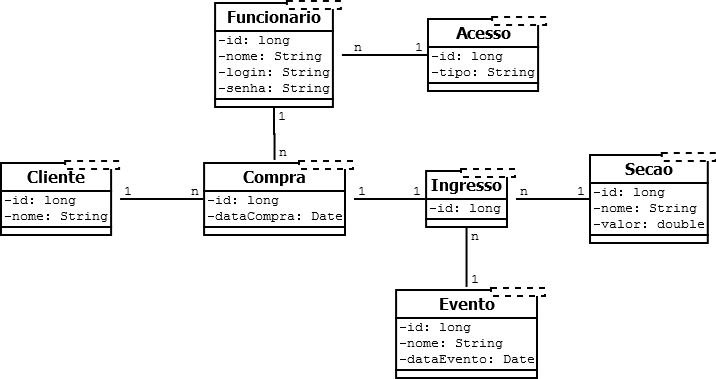 Funcionario
-id: long
-nome: String
-login: String
-senha: String
n 1
Acesso
-id: long
-tipo: String
1
n
Cliente
-id: long
-nome: String
1 n
Compra
-id: long
-dataCompra: Date
1 1
Ingresso
-id: long
n 1
Secao
-id: long
-nome: String
-valor: double
n
1
Evento
-id: long
-nome: String
-dataEvento: Date